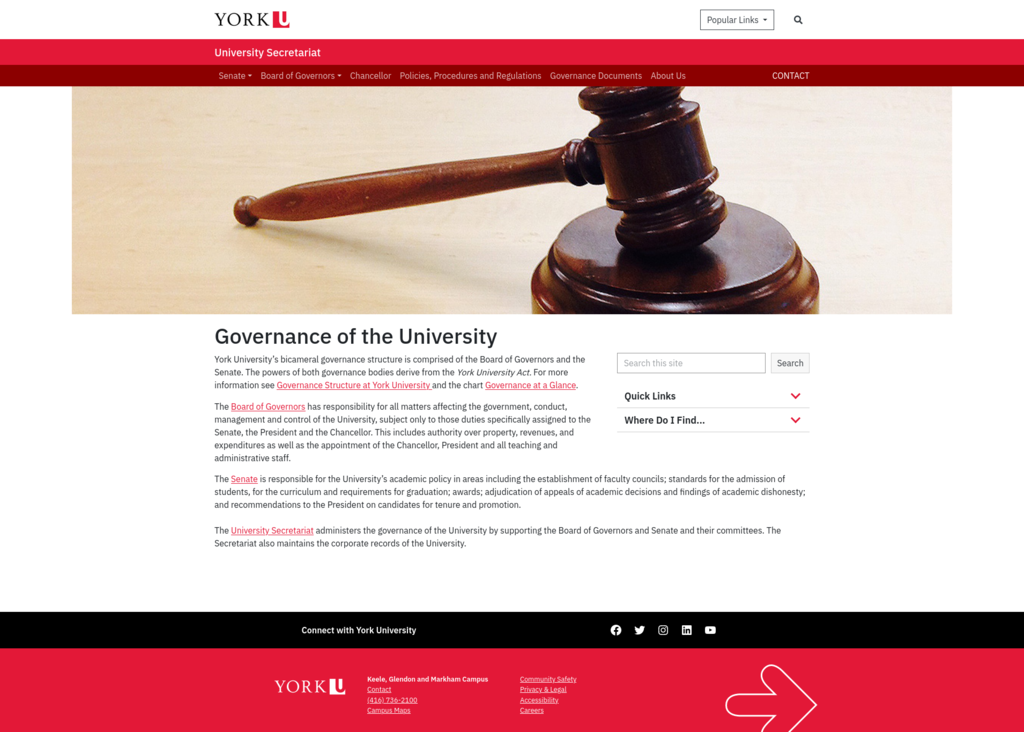 YORK U
Popular Links
University Secretariat
Senate Board of Governors Chancellor Policies, Procedures and Regulations Governance Documents About Us CONTACT
Governance of the University
York University's bicameral governance structure is comprised of the Board of Governors and the
Senate. The powers of both governance bodies derive from the York University Act. For more
information see Governance Structure at York University and the chart Governance at a Glance.
Search this site Search
Quick Links
Where Do I Find...
The Board of Governors has responsibility for all matters affecting the government, conduct,
management and control of the University, subject only to those duties specifically assigned to the
Senate, the President and the Chancellor. This includes authority over property, revenues, and
expenditures as well as the appointment of the Chancellor, President and all teaching and
administrative staff.
The Senate is responsible for the University's academic policy in areas including the establishment of faculty councils; standards for the admission of
students, for the curriculum and requirements for graduation; awards; adjudication of appeals of academic decisions and findings of academic dishonesty;
and recommendations to the President on candidates for tenure and promotion.
The University Secretariat administers the governance of the University by supporting the Board of Governors and Senate and their committees. The
Secretariat also maintains the corporate records of the University.
Connect with York University
YORK U
Keele, Glendon and Markham Campus
Contact
(416) 736-2100
Campus Maps
Community Safety
Privacy & Legal
Accessibility
Careers